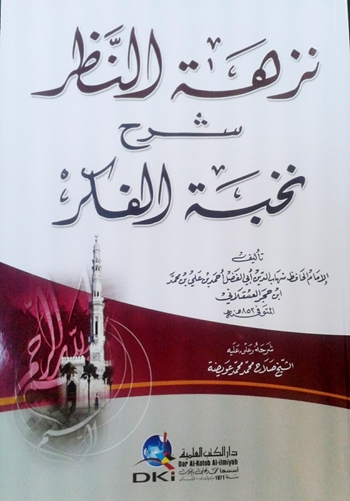 نزهة النظر
شرح
نخبة الفكر
تأليف
الإمام الحافظ شهاب الدين أبي الفضل أحمد بن علي بن محمد
ابن حجر العسقلاني
المتوفى ٨٥٢ هـ
شرحه وعلق عليه
الشيخ صلاح محمد محمد عويضة
دار الكتب العلمية
Dar Al-Kotob Al-ilmiyah
DKi